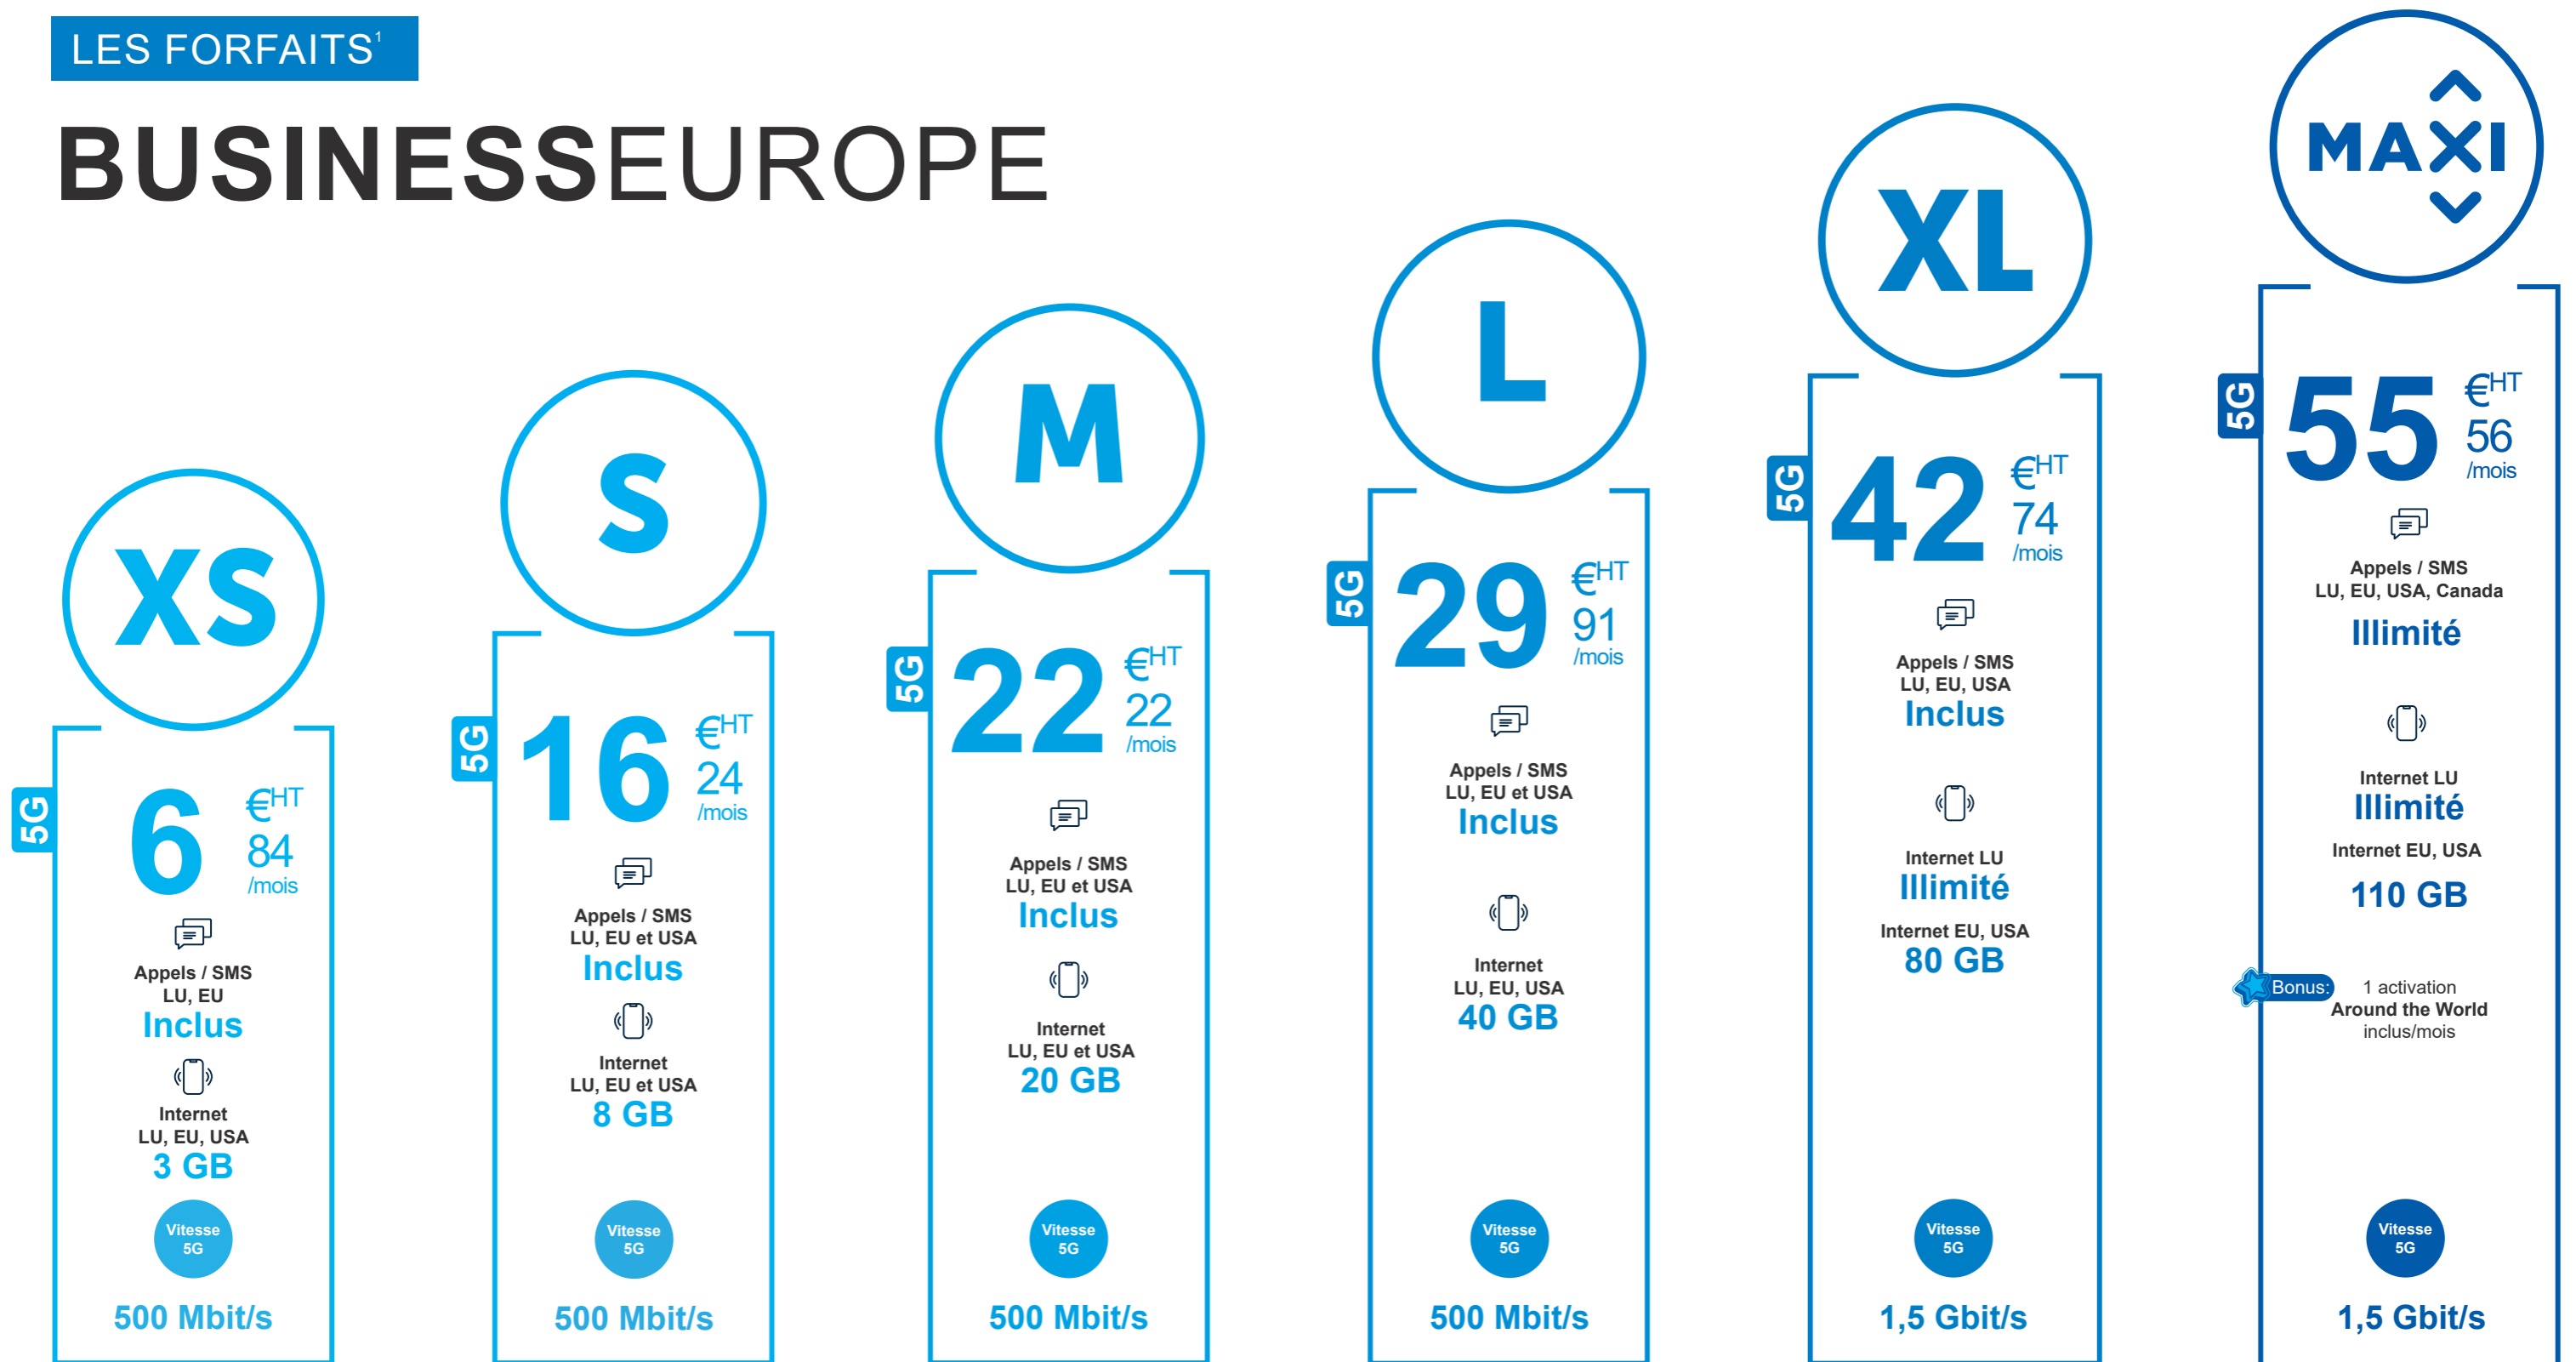 LES FORFAITS¹
BUSINESSEUROPE
XS
5G
6 €HT
84
/mois
Appels / SMS
LU, EU
Inclus
Internet
LU, EU, USA
3 GB
Vitesse
5G
500 Mbit/s
S
5G
16 €HT
24
/mois
Appels / SMS
LU, EU et USA
Inclus
Internet
LU, EU et USA
8 GB
Vitesse
5G
500 Mbit/s
M
5G
22 €HT
22
/mois
Appels / SMS
LU, EU et USA
Inclus
Internet
LU, EU et USA
20 GB
Vitesse
5G
500 Mbit/s
L
5G
29 €HT
91
/mois
Appels / SMS
LU, EU et USA
Inclus
Internet
LU, EU, USA
40 GB
Vitesse
5G
500 Mbit/s
XL
5G
42 €HT
74
/mois
Appels / SMS
LU, EU, USA
Inclus
Internet LU
Illimité
Internet EU, USA
80 GB
Vitesse
5G
1,5 Gbit/s
MAXI
5G
55 €HT
56
/mois
Appels / SMS
LU, EU, USA, Canada
Illimité
Internet LU
Illimité
Internet EU, USA
110 GB
Bonus: 1 activation
Around the World
inclus/mois
Vitesse
5G
1,5 Gbit/s